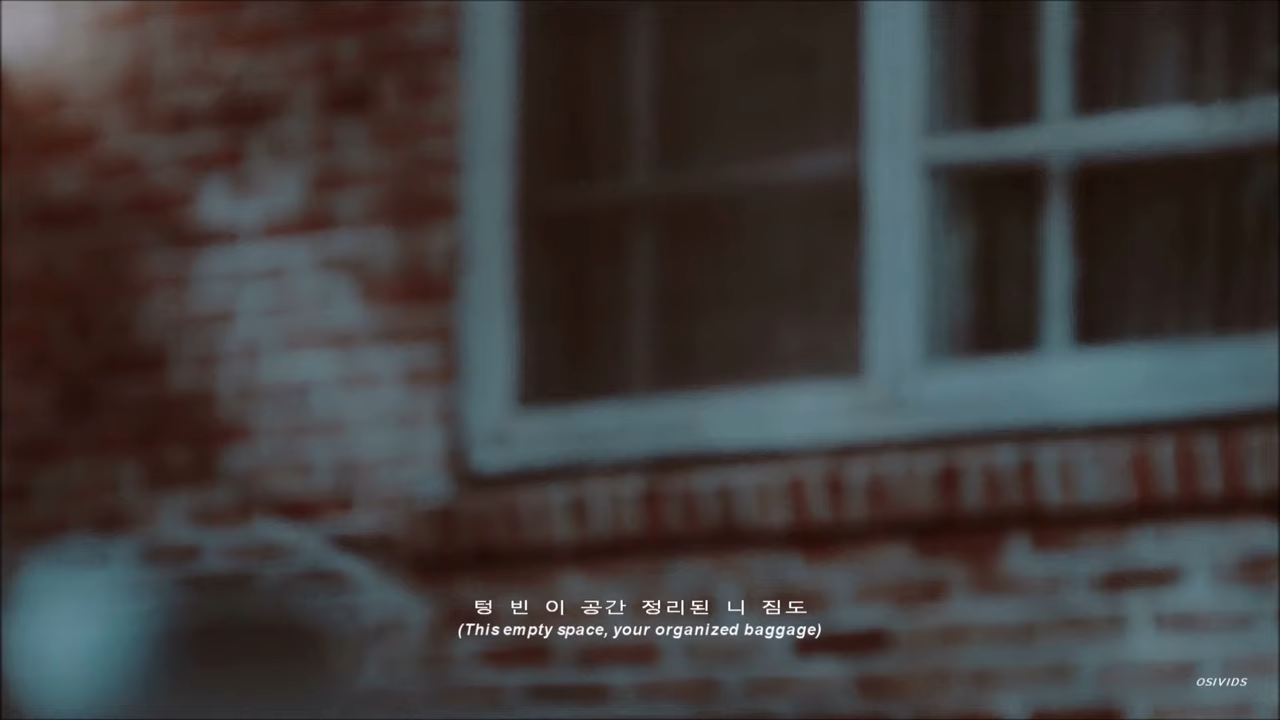 텅 빈 이 공간 정리된 니 짐도
(This empty space, your organized baggage)
OSIVIDS